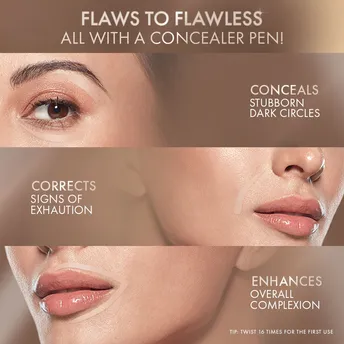 FLAWS TO FLAWLESS
ALL WITH A CONCEALER PEN!
CONCEALS
STUBBORN
DARK CIRCLES
CORRECTS
SIGNS OF
EXHAUTION
ENHANCES
OVERALL
COMPLEXION
TIP: TWIST 16 TIMES FOR THE FIRST USE